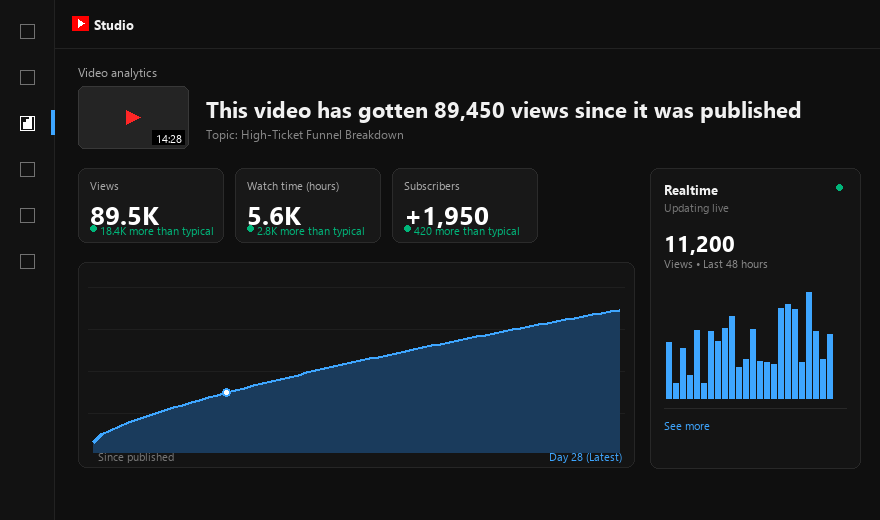 Studio
Video analytics
14:28
This video has gotten 89,450 views since it was published
Topic: High-Ticket Funnel Breakdown
Views
89.5K
18.4K more than typical
Watch time (hours)
5.6K
2.8K more than typical
Subscribers
+1,950
420 more than typical
Since published
Day 28 (Latest)
Realtime
Updating live
11,200
Views • Last 48 hours
See more